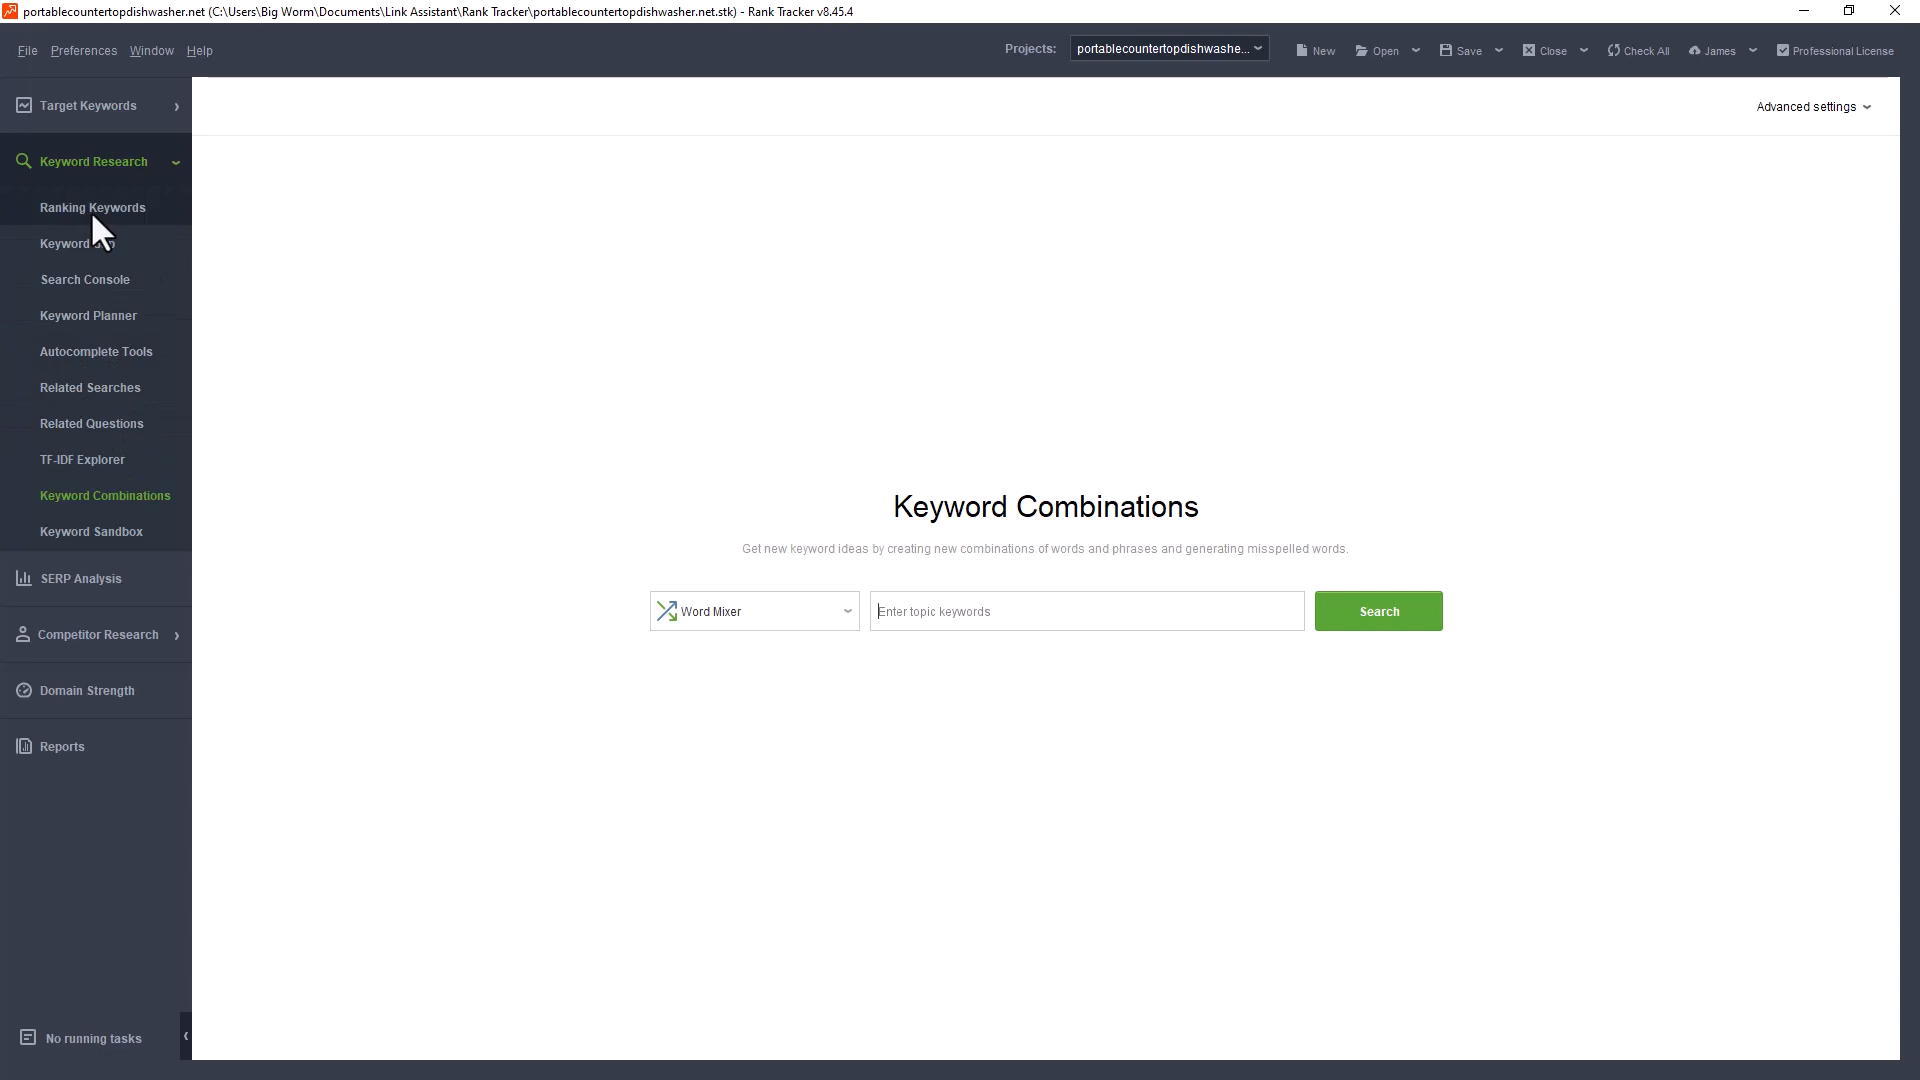 portablecountertopdishwasher.net (C:\Users\Big Worm\Documents\Link Assistant\Rank Tracker\portablecountertopdishwasher.net.stk) - Rank Tracker v8.45.4
File Preferences Window Help
Projects: portablecountertopdishwashe... New Open Save Close Check All James Professional License
Target Keywords
Advanced settings
Keyword Research
Ranking Keywords
Keyword
Search Console
Keyword Planner
Autocomplete Tools
Related Searches
Related Questions
TF-IDF Explorer
Keyword Combinations
Keyword Sandbox
SERP Analysis
Competitor Research
Domain Strength
Reports
No running tasks
Keyword Combinations
Get new keyword ideas by creating new combinations of words and phrases and generating misspelled words.
Word Mixer
Enter topic keywords
Search